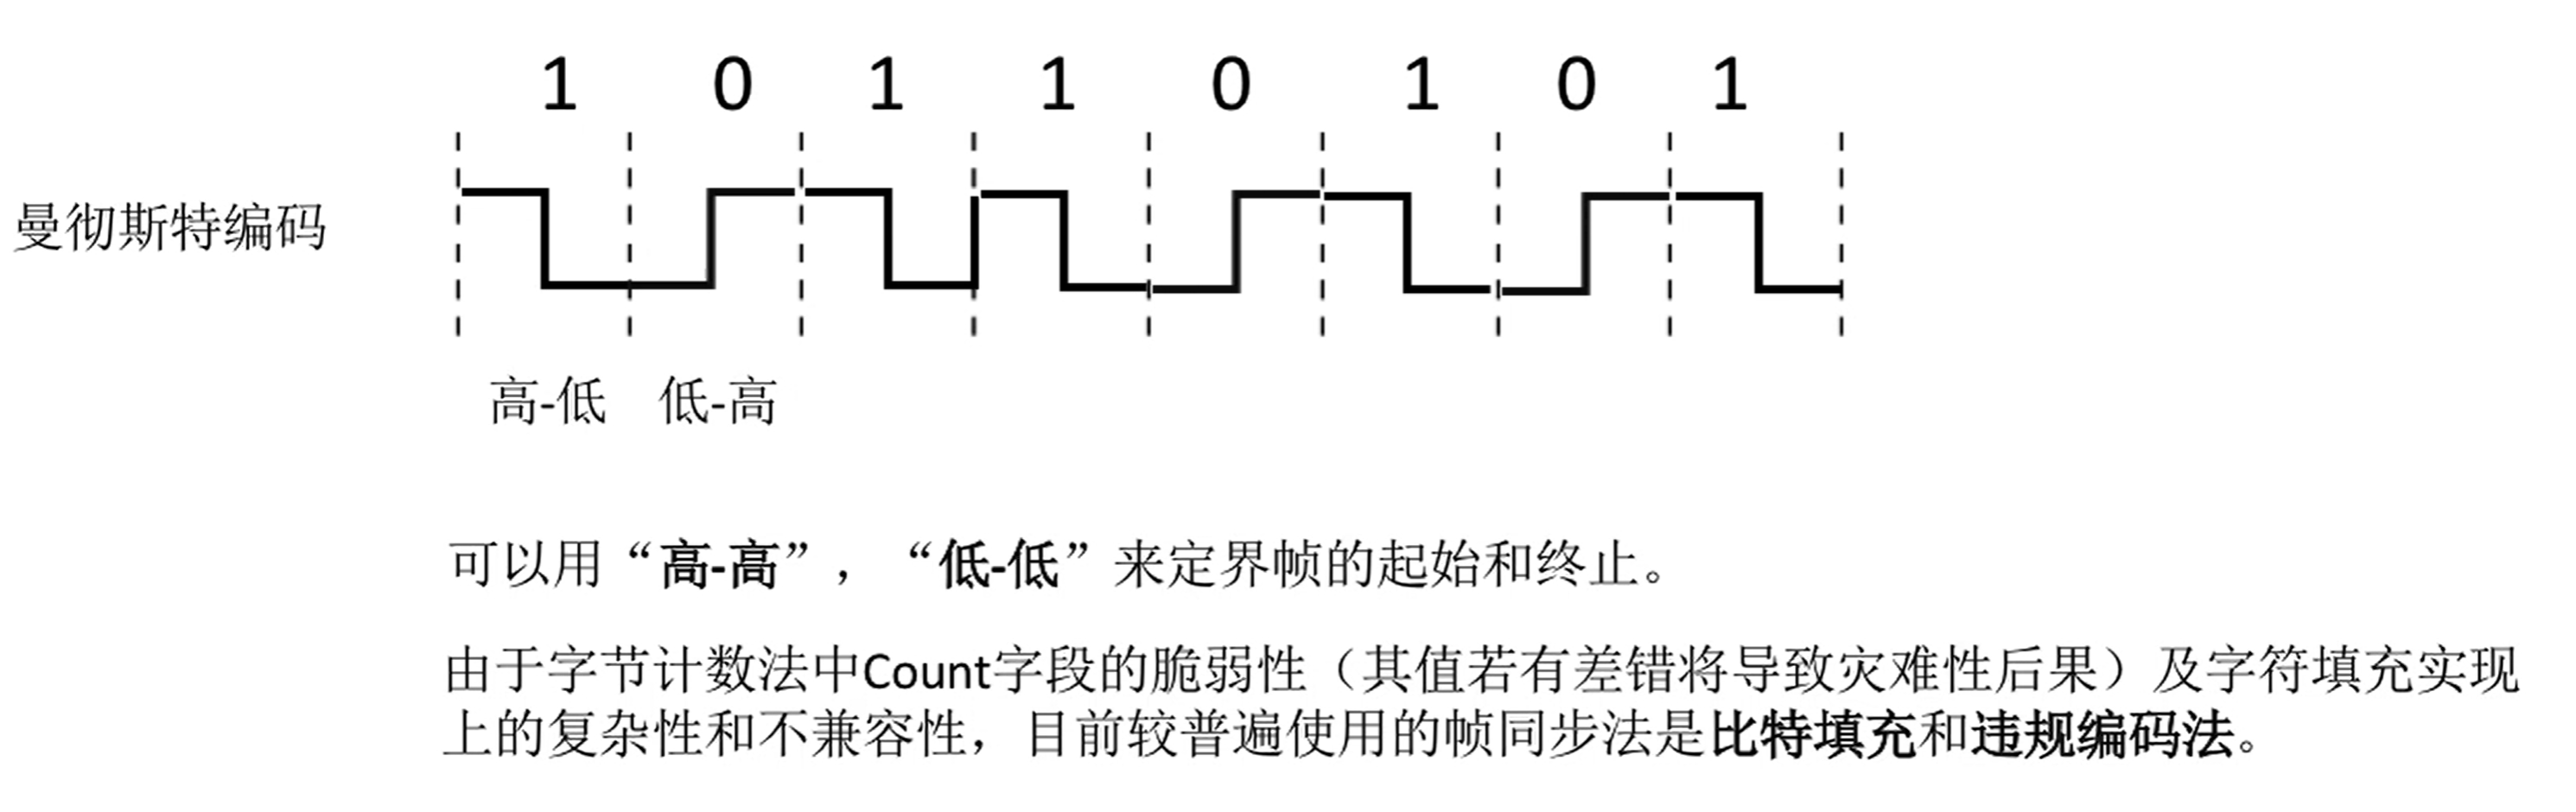 1 0 1 1 0 1 0 1
曼彻斯特编码
高-低 低-高
可以用“高-高”，“低-低”来定界帧的起始和终止。
由于字节计数法中Count字段的脆弱性（其值若有差错将导致灾难性后果）及字符填充实现
上的复杂性和不兼容性，目前较普遍使用的帧同步法是比特填充和违规编码法。